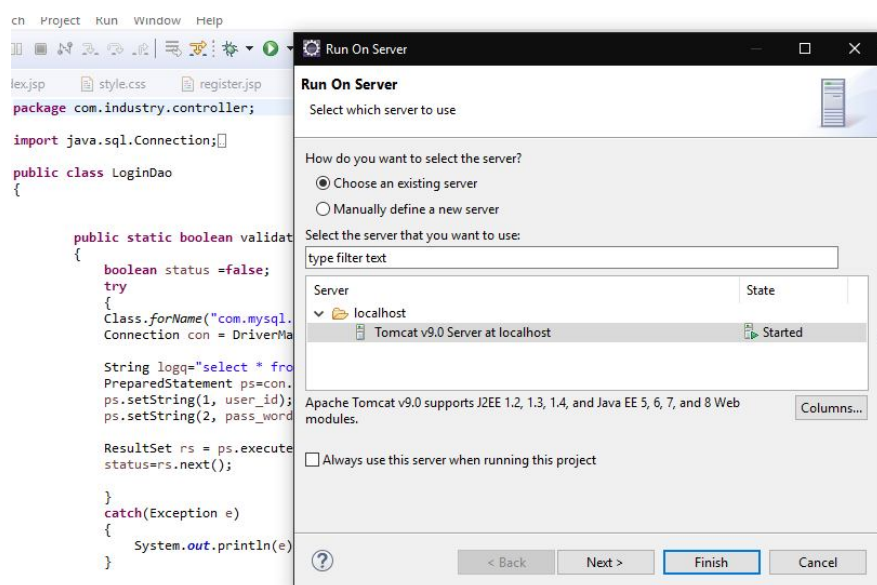 Project Run Window Help
style.css register.jsp
package com.industry.controller;
import java.sql.Connection;
public class LoginDao
{
public static boolean validat
{
boolean status =false;
try
{
Class.forName("com.mysql.
Connection con = DriverMa
String logq="select * fro
PreparedStatement ps=con.
ps.setString(1, user_id);
ps.setString(2, pass_word
ResultSet rs = ps.execute
status=rs.next();
}
catch(Exception e)
{
System.out.println(e)
}
Run On Server
Run On Server
Select which server to use
How do you want to select the server?
Choose an existing server
Manually define a new server
Select the server that you want to use:
type filter text
Server State
localhost
Tomcat v9.0 Server at localhost Started
Apache Tomcat v9.0 supports J2EE 1.2, 1.3, 1.4, and Java EE 5, 6, 7, and 8 Web
modules.
Columns...
Always use this server when running this project
? < Back Next > Finish Cancel